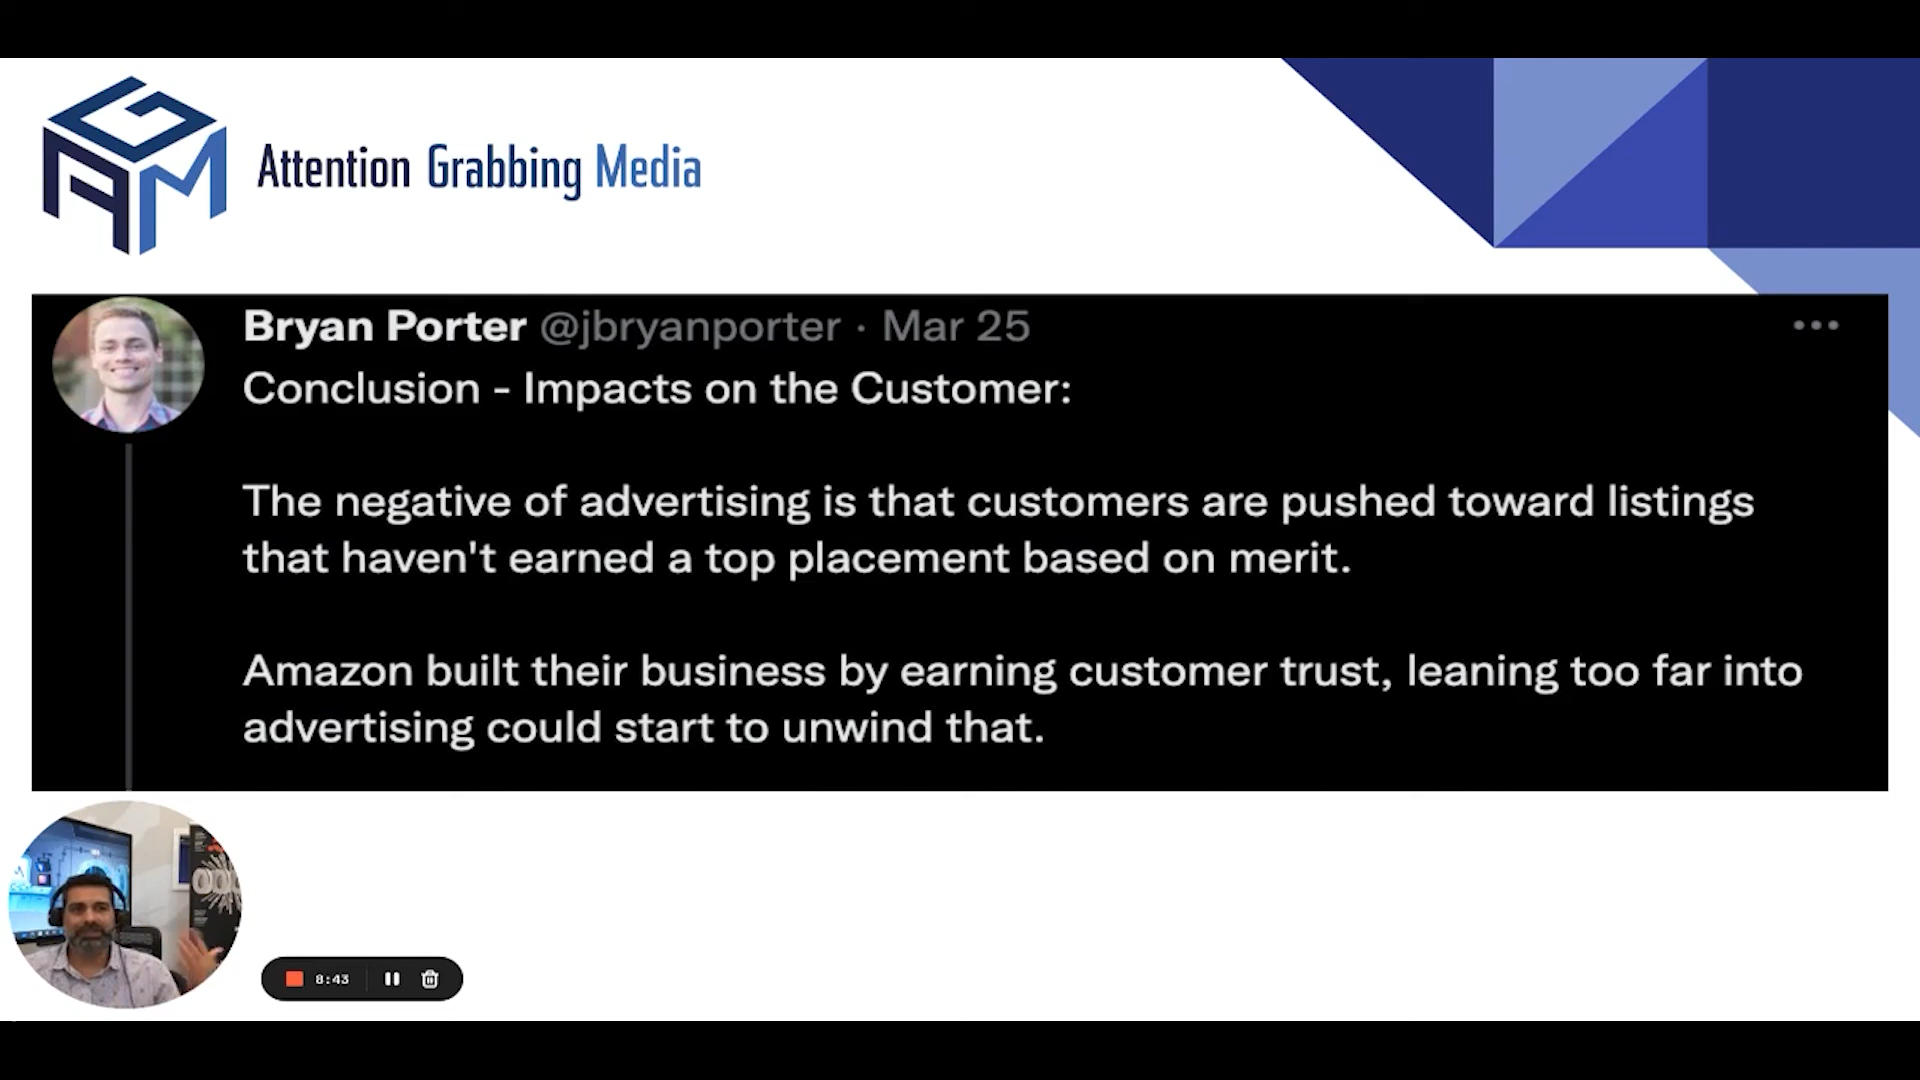 GAM
Attention Grabbing Media
Bryan Porter @jbryanporter · Mar 25
Conclusion - Impacts on the Customer:
The negative of advertising is that customers are pushed toward listings
that haven't earned a top placement based on merit.
Amazon built their business by earning customer trust, leaning too far into
advertising could start to unwind that.
8:43